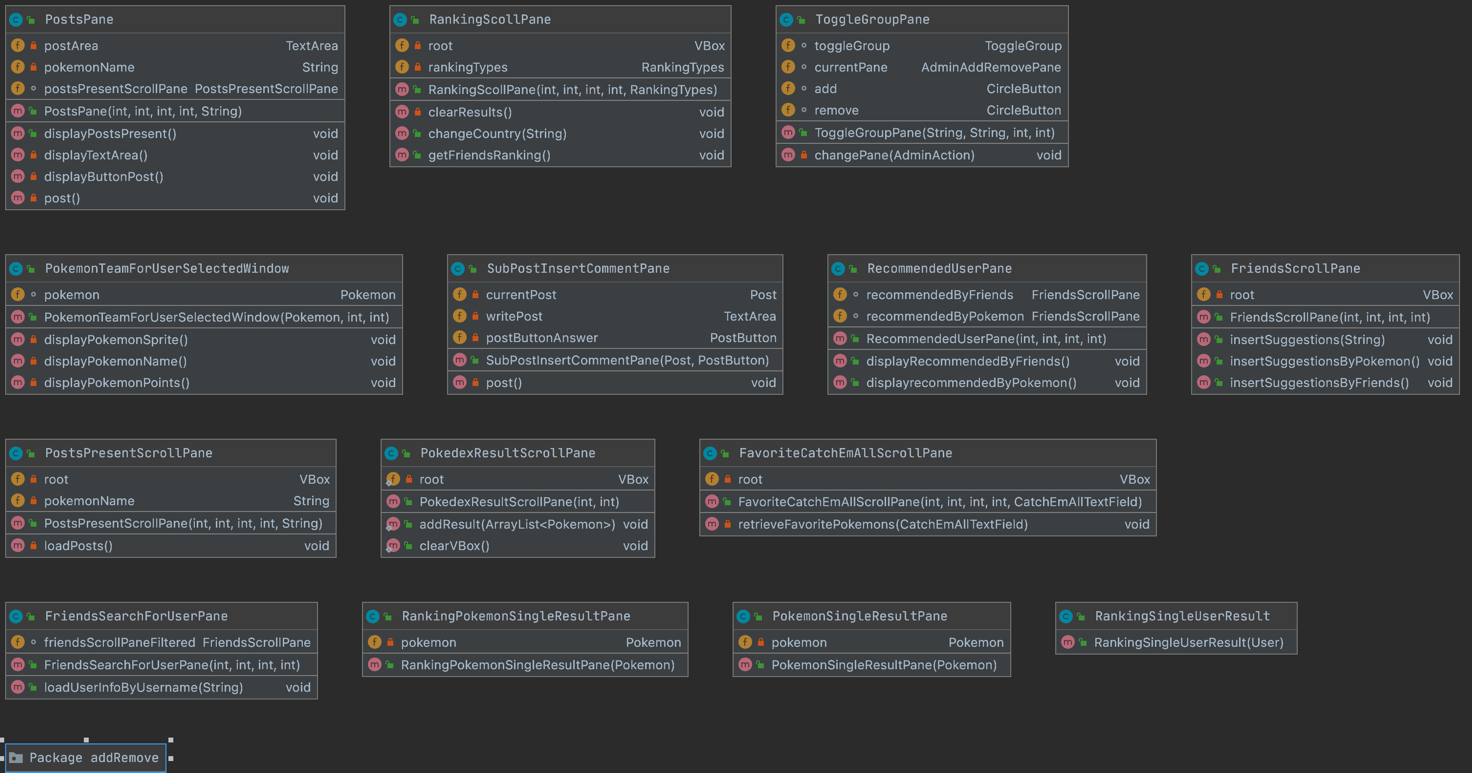 PostsPane
postArea TextArea
pokemonName String
postsPresentScrollPane PostsPresentScrollPane
PostsPane(int, int, int, int, String)
displayPostsPresent() void
displayTextArea() void
displayButtonPost() void
post() void
RankingScollPane
root VBox
rankingTypes RankingTypes
RankingScollPane(int, int, int, int, RankingTypes)
clearResults() void
changeCountry(String) void
getFriendsRanking() void
ToggleGroupPane
toggleGroup ToggleGroup
currentPane AdminAddRemovePane
add CircleButton
remove CircleButton
ToggleGroupPane(String, String, int, int)
changePane(AdminAction) void
PokemonTeamForUserSelectedWindow
pokemon Pokemon
PokemonTeamForUserSelectedWindow(Pokemon, int, int)
displayPokemonSprite() void
displayPokemonName() void
displayPokemonPoints() void
SubPostInsertCommentPane
currentPost Post
writePost TextArea
postButtonAnswer PostButton
SubPostInsertCommentPane(Post, PostButton)
post() void
RecommendedUserPane
recommendedByFriends FriendsScrollPane
recommendedByPokemon FriendsScrollPane
RecommendedUserPane(int, int, int, int)
displayRecommendedByFriends() void
displayrecommendedByPokemon() void
FriendsScrollPane
root VBox
FriendsScrollPane(int, int, int, int)
insertSuggestions(String) void
insertSuggestionsByPokemon() void
insertSuggestionsByFriends() void
PostsPresentScrollPane
root VBox
pokemonName String
PostsPresentScrollPane(int, int, int, int, String)
loadPosts() void
PokedexResultScrollPane
root VBox
PokedexResultScrollPane(int, int)
addResult(ArrayList<Pokemon>) void
clearVBox() void
FavoriteCatchEmAllScrollPane
root VBox
FavoriteCatchEmAllScrollPane(int, int, int, int, CatchEmAllTextField)
retrieveFavoritePokemons(CatchEmAllTextField) void
FriendsSearchForUserPane
friendsScrollPaneFiltered FriendsScrollPane
FriendsSearchForUserPane(int, int, int, int)
loadUserInfoByUsername(String) void
RankingPokemonSingleResultPane
pokemon Pokemon
RankingPokemonSingleResultPane(Pokemon)
PokemonSingleResultPane
pokemon Pokemon
PokemonSingleResultPane(Pokemon)
RankingSingleUserResult
RankingSingleUserResult(User)
Package addRemove